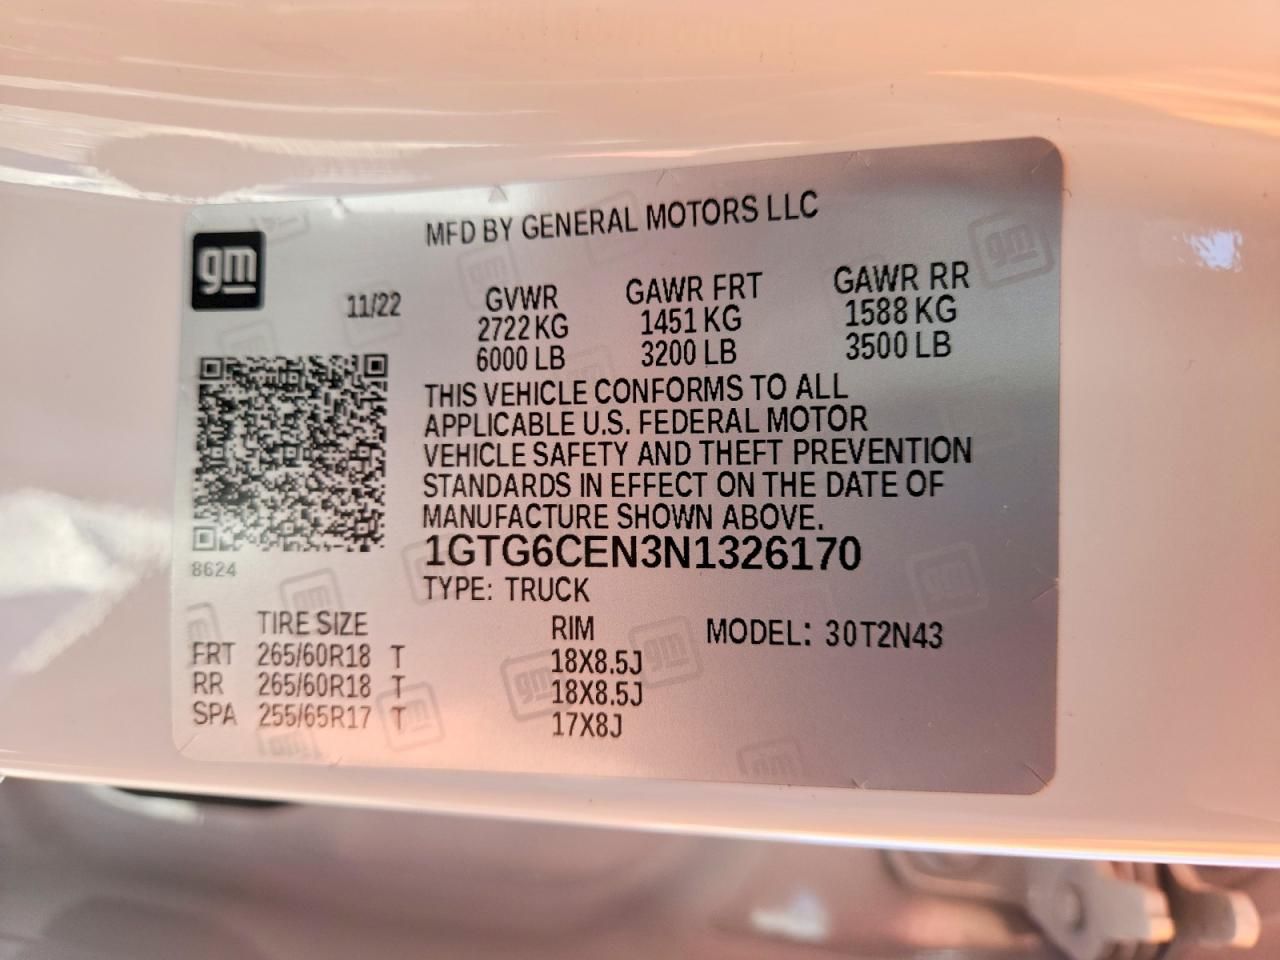 gm
MFD BY GENERAL MOTORS LLC
11/22 GVWR GAWR FRT GAWR RR
2722 KG 1451 KG 1588 KG
6000 LB 3200 LB 3500 LB
THIS VEHICLE CONFORMS TO ALL
APPLICABLE U.S. FEDERAL MOTOR
VEHICLE SAFETY AND THEFT PREVENTION
STANDARDS IN EFFECT ON THE DATE OF
MANUFACTURE SHOWN ABOVE.
1GTG6CEN3N1326170
8624
TYPE: TRUCK
TIRE SIZE RIM MODEL: 30T2N43
FRT 265/60R18 T 18X8.5J
RR 265/60R18 T 18X8.5J
SPA 255/65R17 T 17X8J